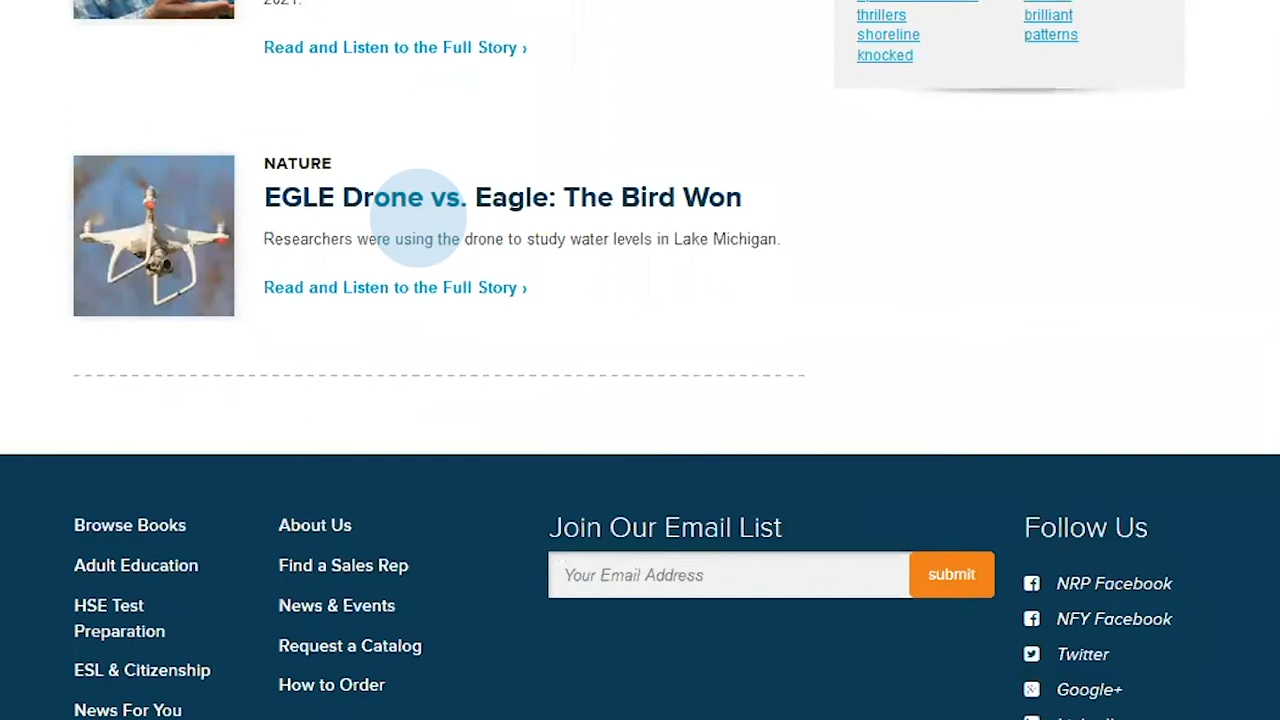 2021.
Read and Listen to the Full Story ›
thrillers
shoreline
knocked
brilliant
patterns
NATURE
EGLE Drone vs. Eagle: The Bird Won
Researchers were using the drone to study water levels in Lake Michigan.
Read and Listen to the Full Story ›
Browse Books
Adult Education
HSE Test
Preparation
ESL & Citizenship
News For You
About Us
Find a Sales Rep
News & Events
Request a Catalog
How to Order
Join Our Email List
Your Email Address
submit
Follow Us
NRP Facebook
NFY Facebook
Twitter
Google+